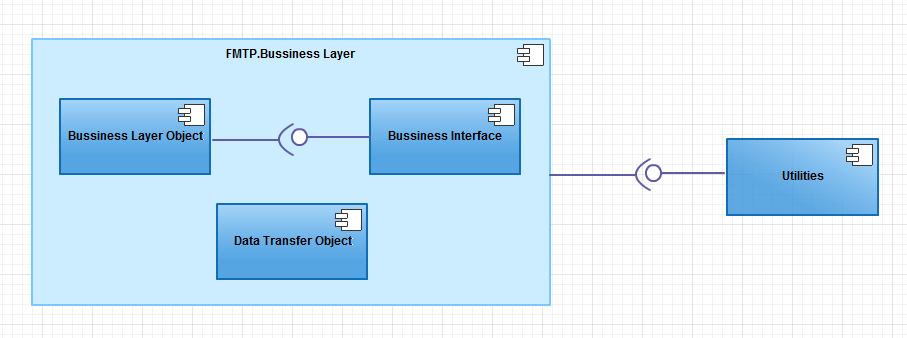 FMTP.Bussiness Layer
Bussiness Layer Object
Bussiness Interface
Utilities
Data Transfer Object